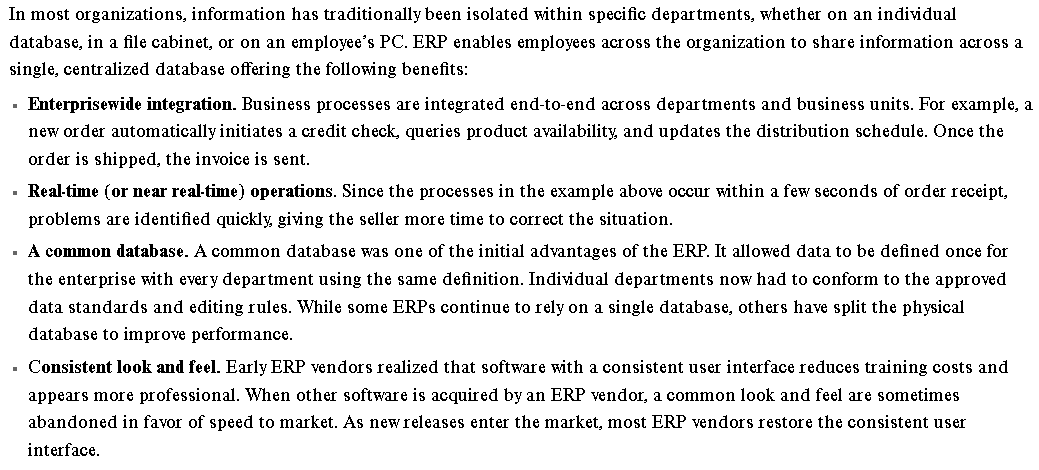 In most organizations, information has traditionally been isolated within specific departments, whether on an individual
database, in a file cabinet, or on an employee's PC. ERP enables employees across the organization to share information across a
single, centralized database offering the following benefits:
▪ Enterprisewide integration. Business processes are integrated end-to-end across departments and business units. For example, a
new order automatically initiates a credit check, queries product availability, and updates the distribution schedule. Once the
order is shipped, the invoice is sent.
▪ Real-time (or near real-time) operations. Since the processes in the example above occur within a few seconds of order receipt,
problems are identified quickly, giving the seller more time to correct the situation.
▪ A common database. A common database was one of the initial advantages of the ERP. It allowed data to be defined once for
the enterprise with every department using the same definition. Individual departments now had to conform to the approved
data standards and editing rules. While some ERPs continue to rely on a single database, others have split the physical
database to improve performance.
▪ Consistent look and feel. Early ERP vendors realized that software with a consistent user interface reduces training costs and
appears more professional. When other software is acquired by an ERP vendor, a common look and feel are sometimes
abandoned in favor of speed to market. As new releases enter the market, most ERP vendors restore the consistent user
interface.